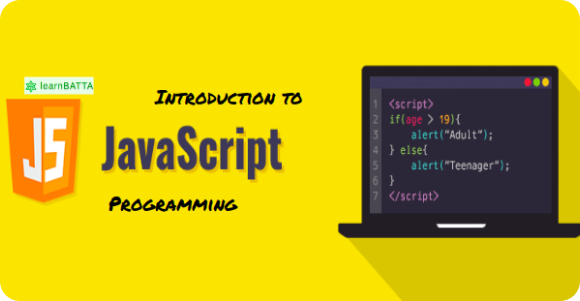 learnBATTA
JS
INTRODUCTION TO
JavaScript
PROGRAMMING
1 <script>
2 if(age > 19){
3 alert("Adult");
4 } else{
5 alert("Teenager");
6 }
7 </script>